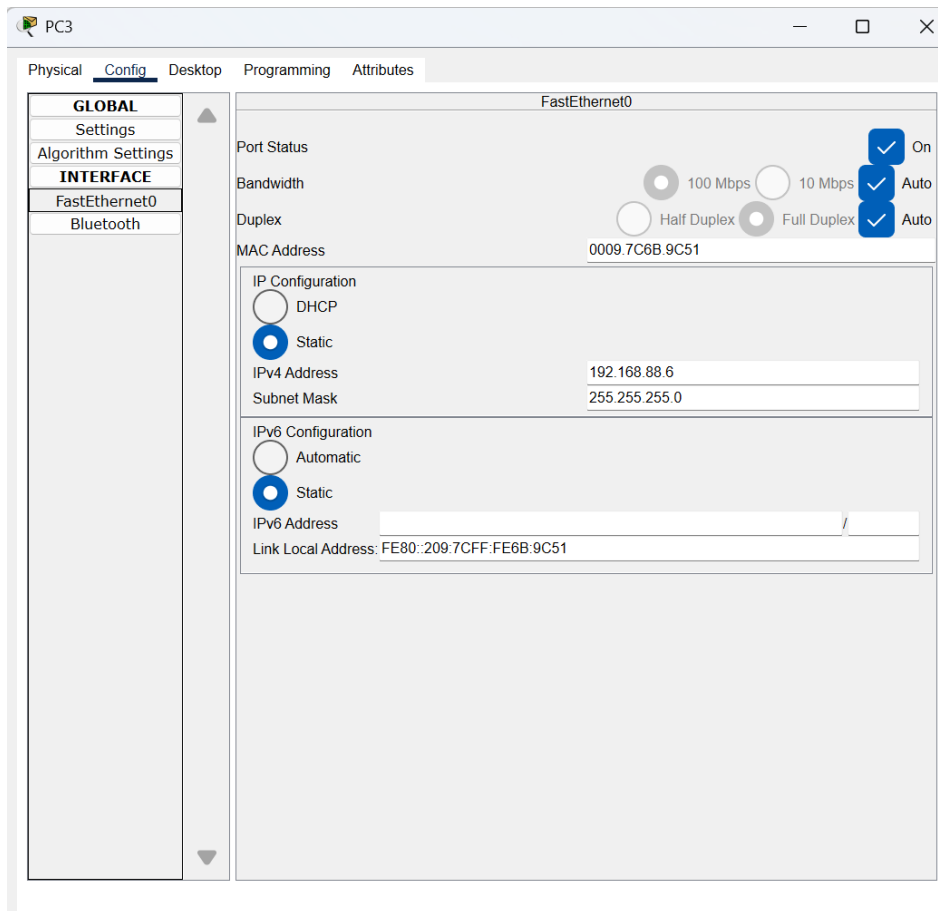 PC3
Physical Config Desktop Programming Attributes
GLOBAL
Settings
Algorithm Settings
INTERFACE
FastEthernet0
Bluetooth
FastEthernet0
Port Status On
Bandwidth 100 Mbps 10 Mbps Auto
Duplex Half Duplex Full Duplex Auto
MAC Address 0009.7C6B.9C51
IP Configuration
DHCP
Static
IPv4 Address 192.168.88.6
Subnet Mask 255.255.255.0
IPv6 Configuration
Automatic
Static
IPv6 Address /
Link Local Address: FE80::209:7CFF:FE6B:9C51